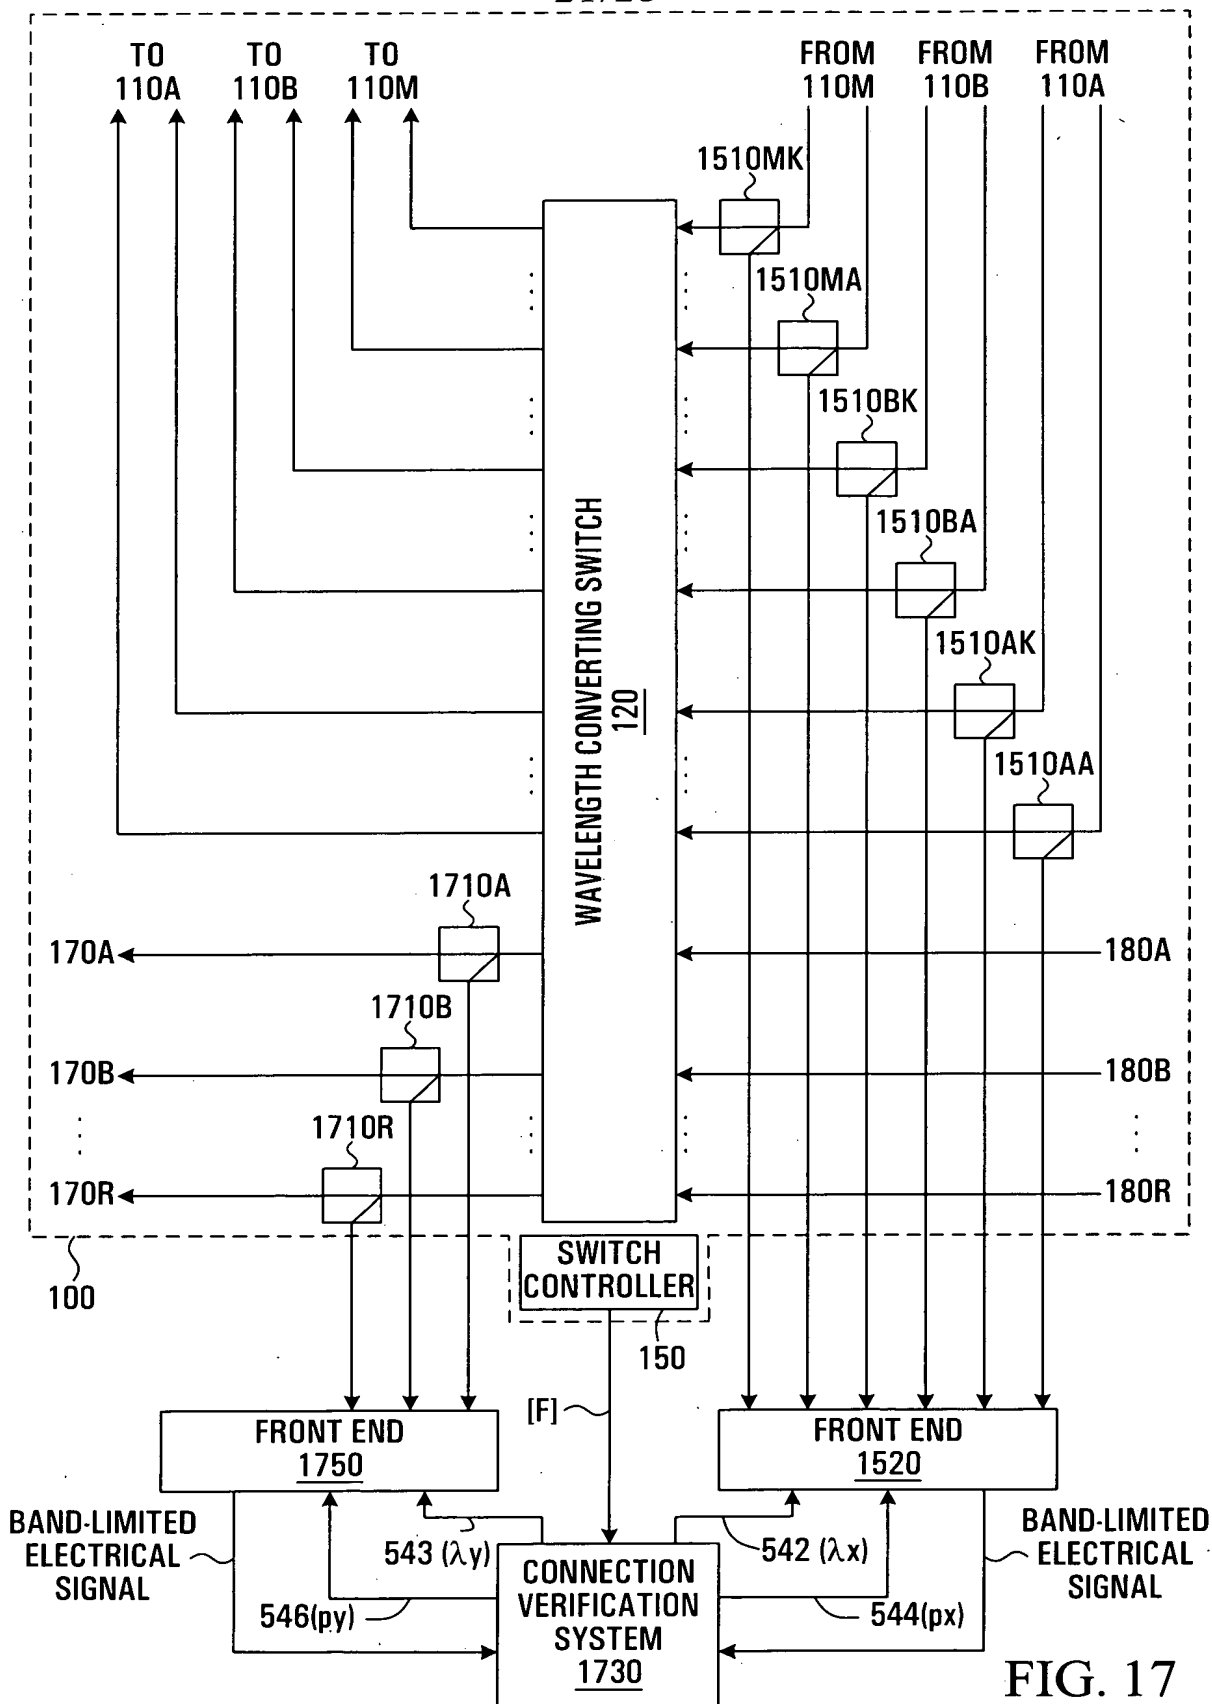 TO 110A
TO 110B
TO 110M
FROM 110M
FROM 110B
FROM 110A
1510MK
1510MA
1510BK
1510BA
1510AK
1510AA
WAVELENGTH CONVERTING SWITCH
120
1710A
170A
180A
1710B
170B
180B
1710R
170R
180R
100
SWITCH
CONTROLLER
150
[F]
FRONT END
1750
FRONT END
1520
BAND-LIMITED
ELECTRICAL
SIGNAL
543 (λy)
542 (λx)
BAND-LIMITED
ELECTRICAL
SIGNAL
546(py)
CONNECTION
VERIFICATION
SYSTEM
1730
544(px)
FIG. 17